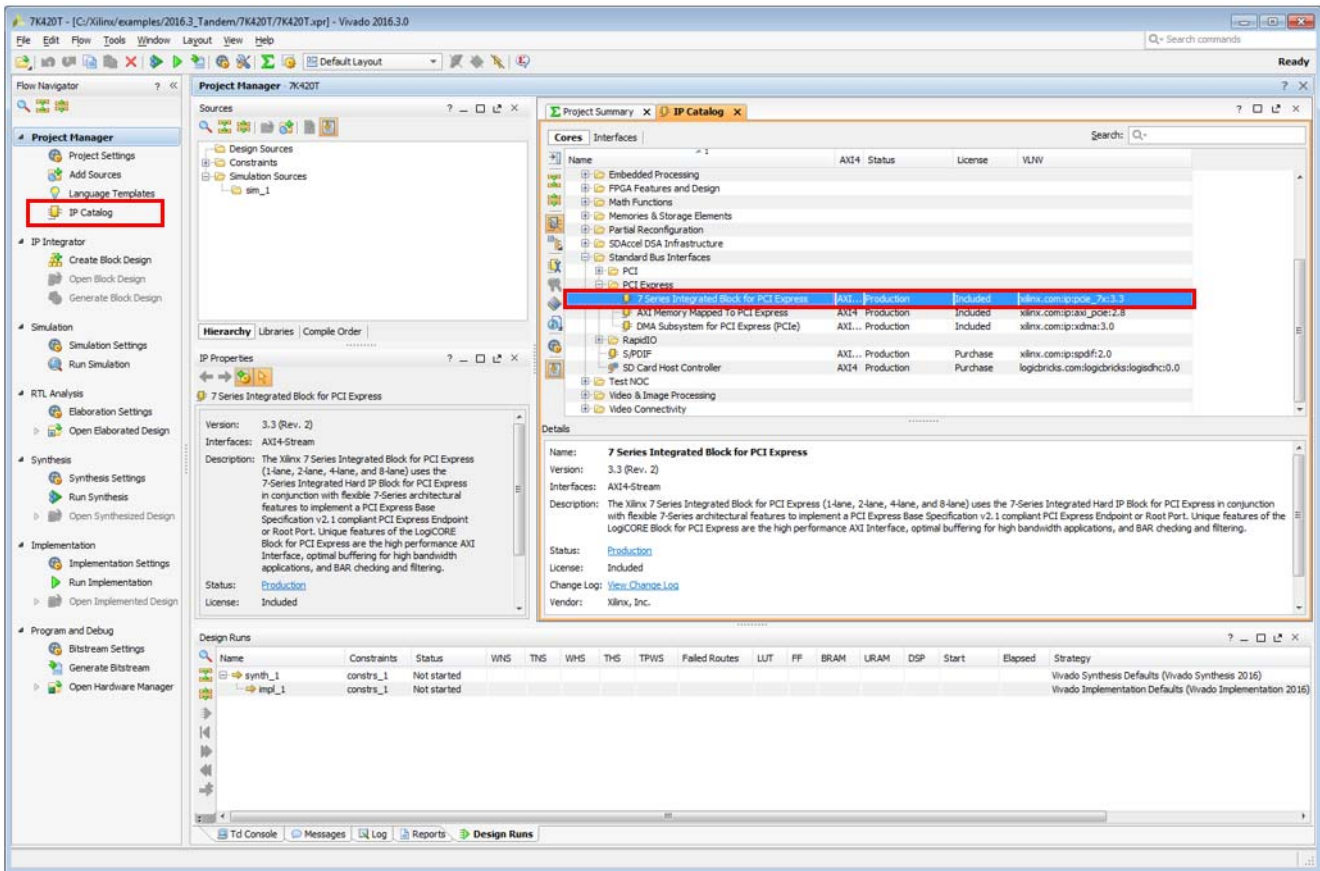 7K420T - [C:/Xilinx/examples/2016.3_Tandem/7K420T/7K420T.xpr] - Vivado 2016.3.0
File Edit Flow Tools Window Layout View Help
Search commands
Default Layout
Ready
Flow Navigator
Project Manager
Project Settings
Add Sources
Language Templates
IP Catalog
IP Integrator
Create Block Design
Open Block Design
Generate Block Design
Simulation
Simulation Settings
Run Simulation
RTL Analysis
Elaboration Settings
Open Elaborated Design
Synthesis
Synthesis Settings
Run Synthesis
Open Synthesized Design
Implementation
Implementation Settings
Run Implementation
Open Implemented Design
Program and Debug
Bitstream Settings
Generate Bitstream
Open Hardware Manager
Project Manager - 7K420T
Sources
Design Sources
Constraints
Simulation Sources
sim_1
Hierarchy Libraries Compile Order
IP Properties
7 Series Integrated Block for PCI Express
Version: 3.3 (Rev. 2)
Interfaces: AXI4-Stream
Description: The Xilinx 7 Series Integrated Block for PCI Express
(1-lane, 2-lane, 4-lane, and 8-lane) uses the
7-Series Integrated Hard IP Block for PCI Express
in conjunction with flexible 7-Series architectural
features to implement a PCI Express Base
Specification v2.1 compliant PCI Express Endpoint
or Root Port. Unique features of the LogiCORE
Block for PCI Express are the high performance AXI
Interface, optimal buffering for high bandwidth
applications, and BAR checking and filtering.
Status: Production
License: Included
Project Summary IP Catalog
Cores Interfaces
Search:
Name 1 AXI4 Status License VLNV
Embedded Processing
FPGA Features and Design
Math Functions
Memories & Storage Elements
Partial Reconfiguration
SDAccel DSA Infrastructure
Standard Bus Interfaces
PCI
PCI Express
7 Series Integrated Block for PCI Express AXI... Production Included xilinx.com:ip:pcie_7x:3.3
AXI Memory Mapped To PCI Express AXI4 Production Included xilinx.com:ip:axi_pcie:2.8
DMA Subsystem for PCI Express (PCIe) AXI... Production Included xilinx.com:ip:xdma:3.0
RapidIO
S/PDIF AXI... Production Purchase xilinx.com:ip:spdif:2.0
SD Card Host Controller AXI4 Production Purchase logicbricks.com:logicbricks:logisdhc:0.0
Test NOC
Video & Image Processing
Video Connectivity
Details
Name: 7 Series Integrated Block for PCI Express
Version: 3.3 (Rev. 2)
Interfaces: AXI4-Stream
Description: The Xilinx 7 Series Integrated Block for PCI Express (1-lane, 2-lane, 4-lane, and 8-lane) uses the 7-Series Integrated Hard IP Block for PCI Express in conjunction
with flexible 7-Series architectural features to implement a PCI Express Base Specification v2.1 compliant PCI Express Endpoint or Root Port. Unique features of the
LogiCORE Block for PCI Express are the high performance AXI Interface, optimal buffering for high bandwidth applications, and BAR checking and filtering.
Status: Production
License: Included
Change Log: View Change Log
Vendor: Xilinx, Inc.
Design Runs
Name Constraints Status WNS TNS WHS THS TPWS Failed Routes LUT FF BRAM URAM DSP Start Elapsed Strategy
synth_1 constrs_1 Not started Vivado Synthesis Defaults (Vivado Synthesis 2016)
impl_1 constrs_1 Not started Vivado Implementation Defaults (Vivado Implementation 2016)
Tcl Console Messages Log Reports Design Runs